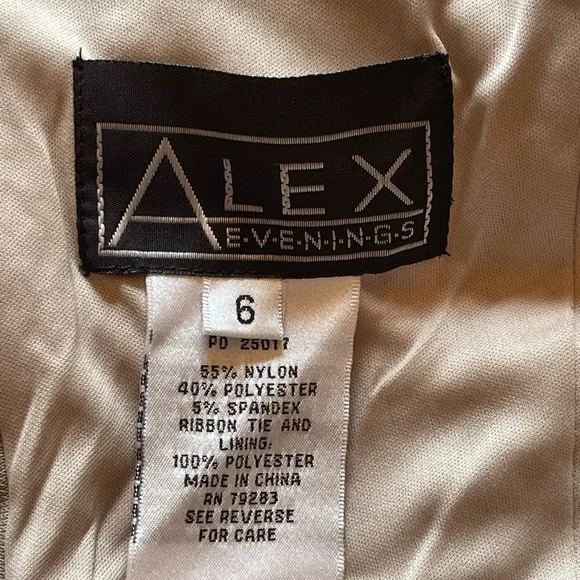 ALEX
E·V·E·N·I·N·G·S
6
PO 25017
55% NYLON
40% POLYESTER
5% SPANDEX
RIBBON TIE AND
LINING:
100% POLYESTER
MADE IN CHINA
RN 79283
SEE REVERSE
FOR CARE